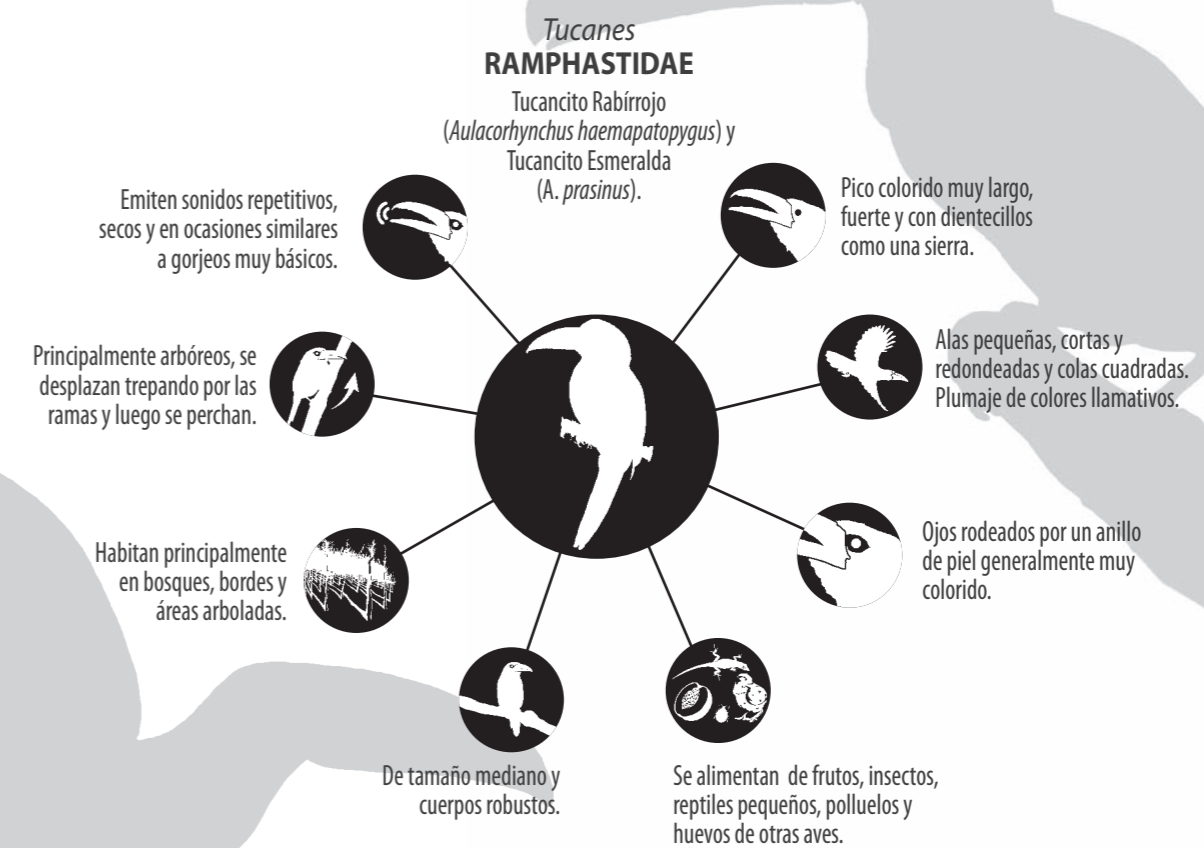 Tucanes
RAMPHASTIDAE
Tucancito Rabírrojo
(Aulacorhynchus haemapatopygus) y
Tucancito Esmeralda
(A. prasinus).
Emiten sonidos repetitivos,
secos y en ocasiones similares
a gorjeos muy básicos.
Pico colorido muy largo,
fuerte y con dientecillos
como una sierra.
Principalmente arbóreos, se
desplazan trepando por las
ramas y luego se perchan.
Alas pequeñas, cortas y
redondeadas y colas cuadradas.
Plumaje de colores llamativos.
Habitan principalmente
en bosques, bordes y
áreas arboladas.
Ojos rodeados por un anillo
de piel generalmente muy
colorido.
De tamaño mediano y
cuerpos robustos.
Se alimentan de frutos, insectos,
reptiles pequeños, polluelos y
huevos de otras aves.